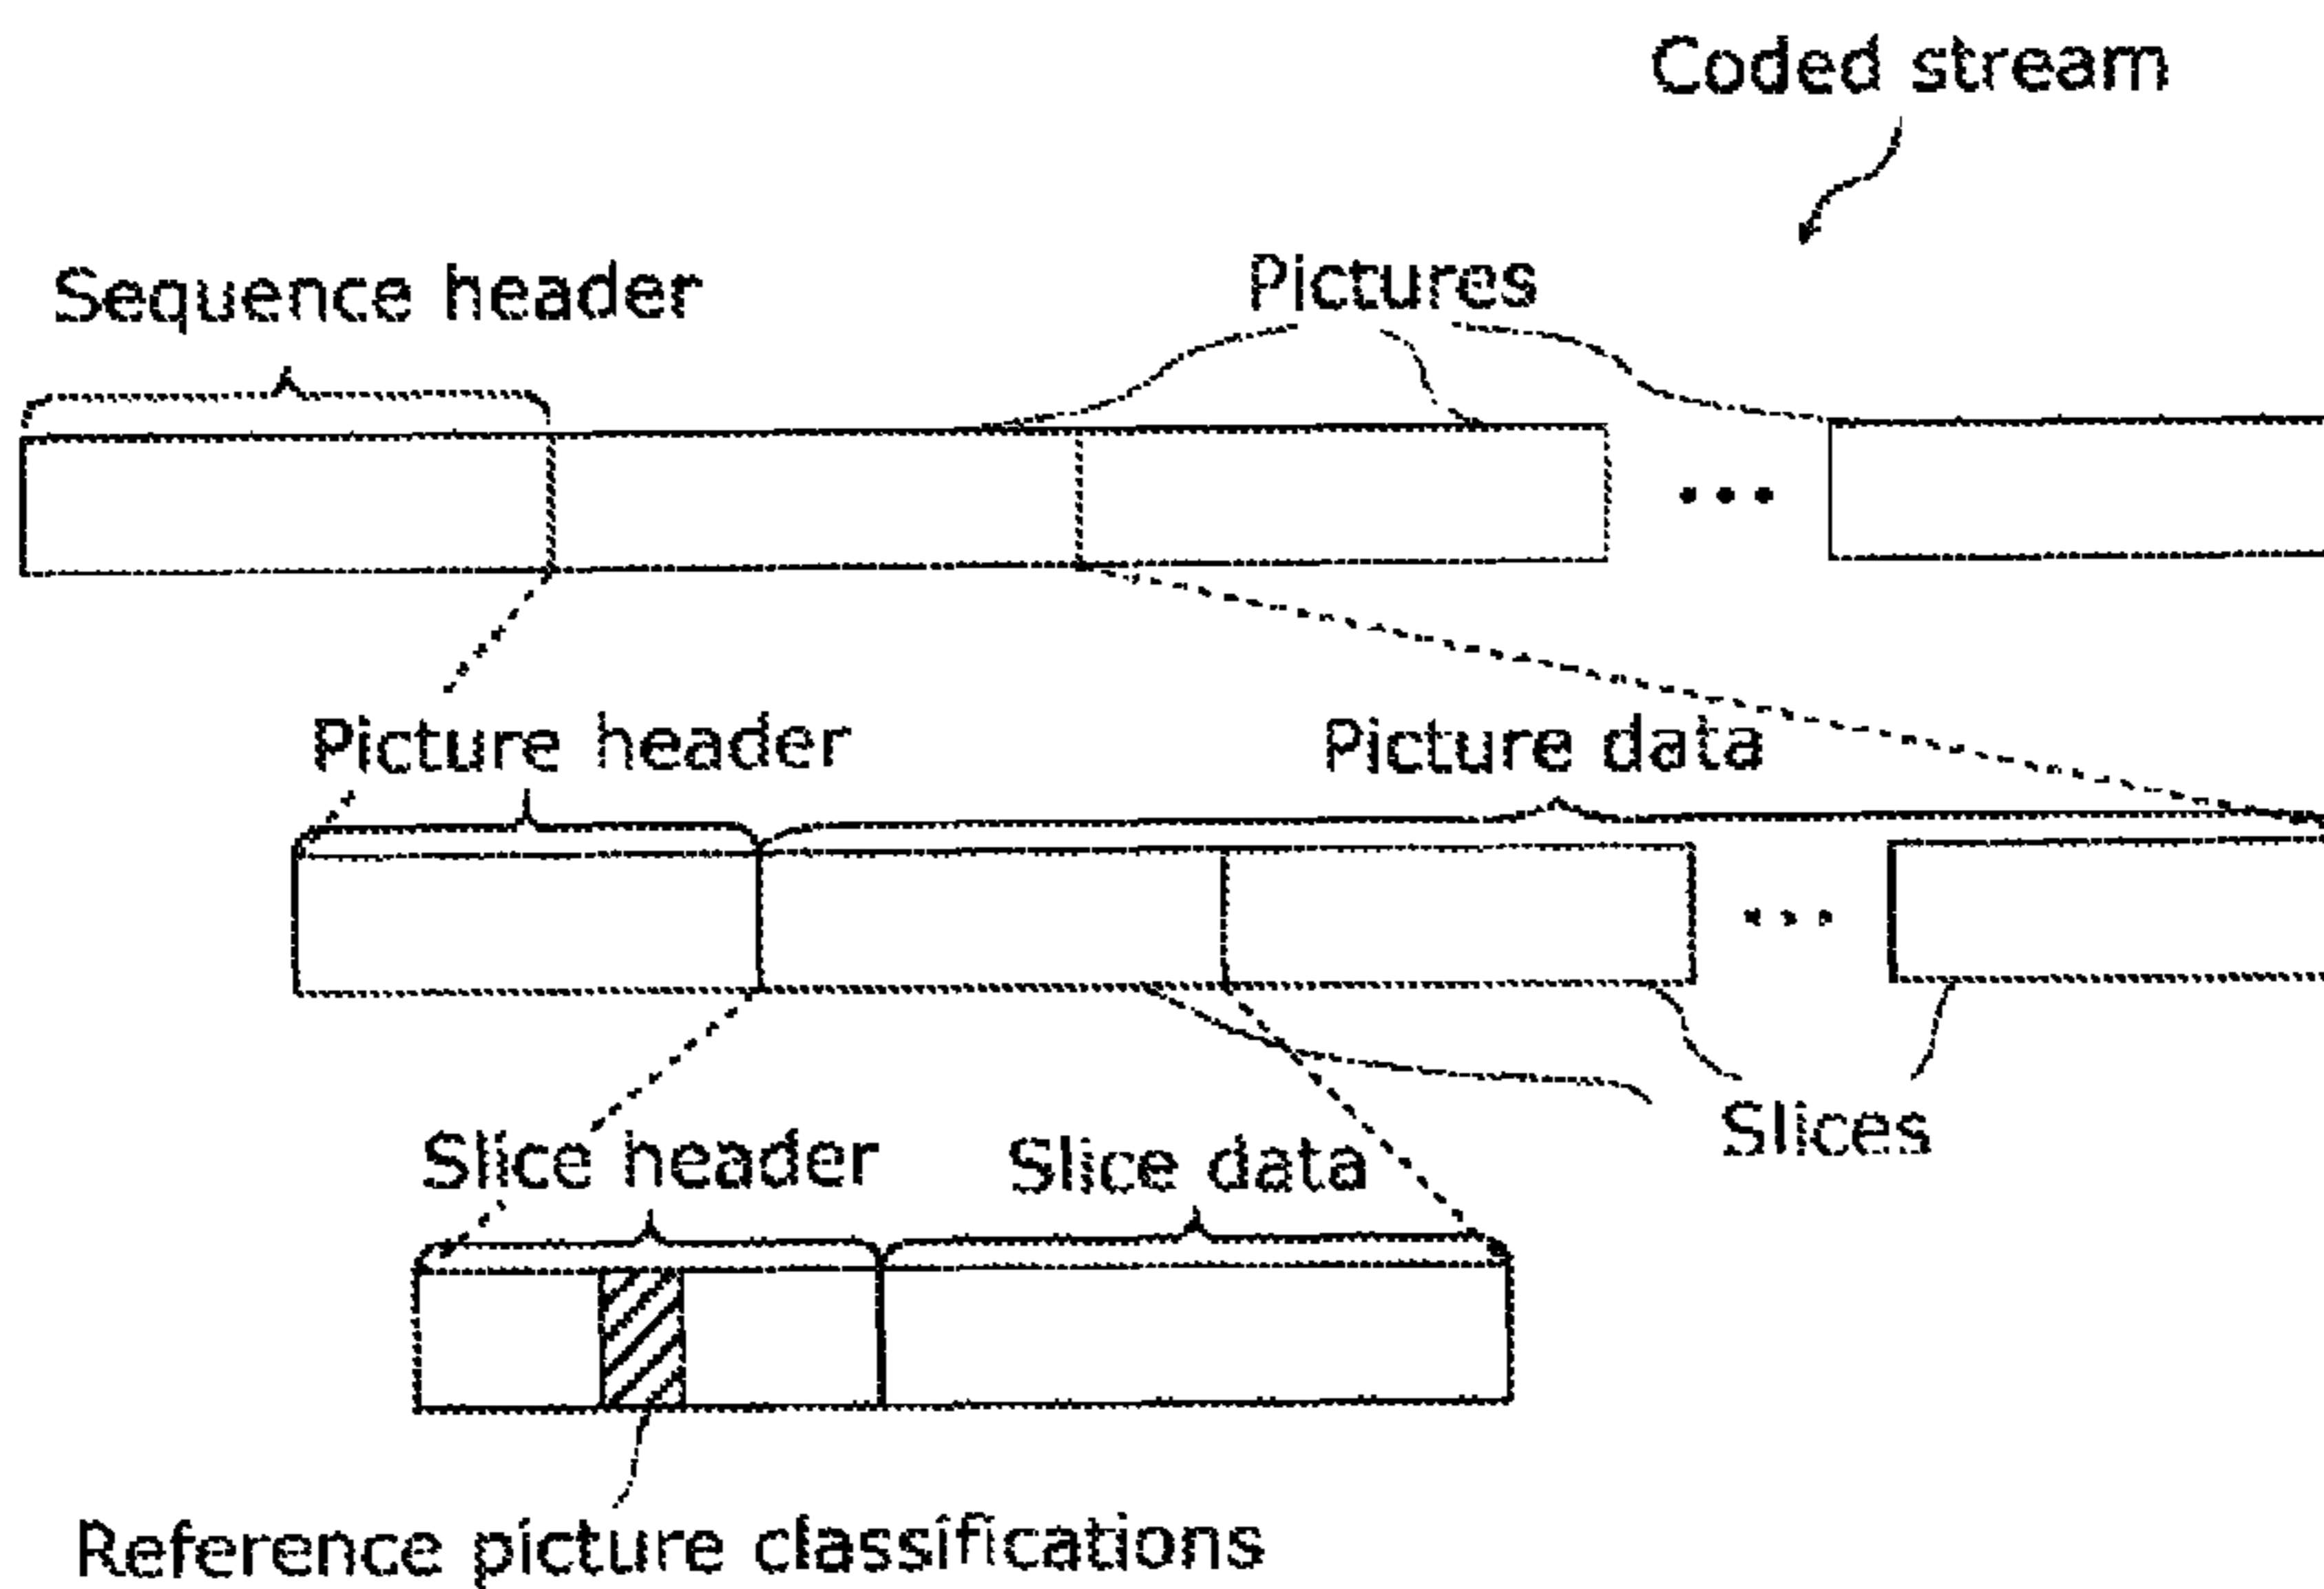 Coded stream
Sequence header
Pictures
Picture header
Picture data
Slices
Slice header
Slice data
Reference picture classifications